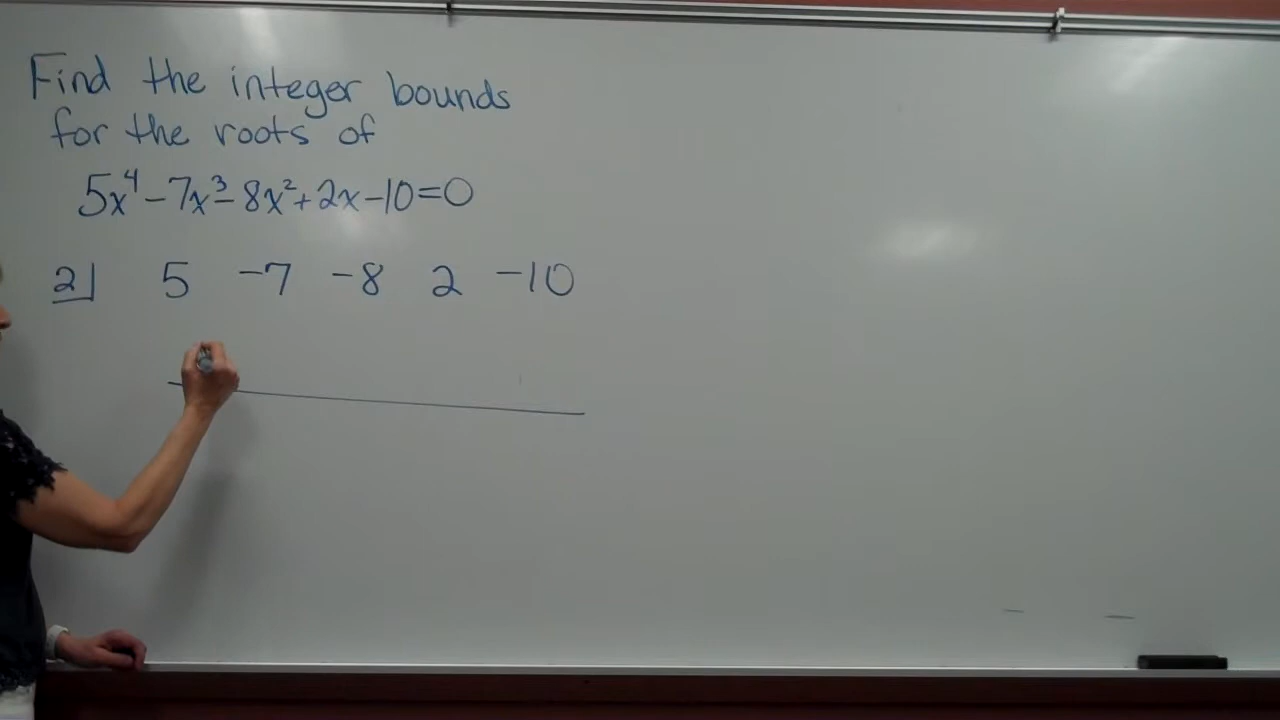 Find the integer bounds
for the roots of
5x⁴-7x³-8x²+2x-10=0
2| 5 -7 -8 2 -10